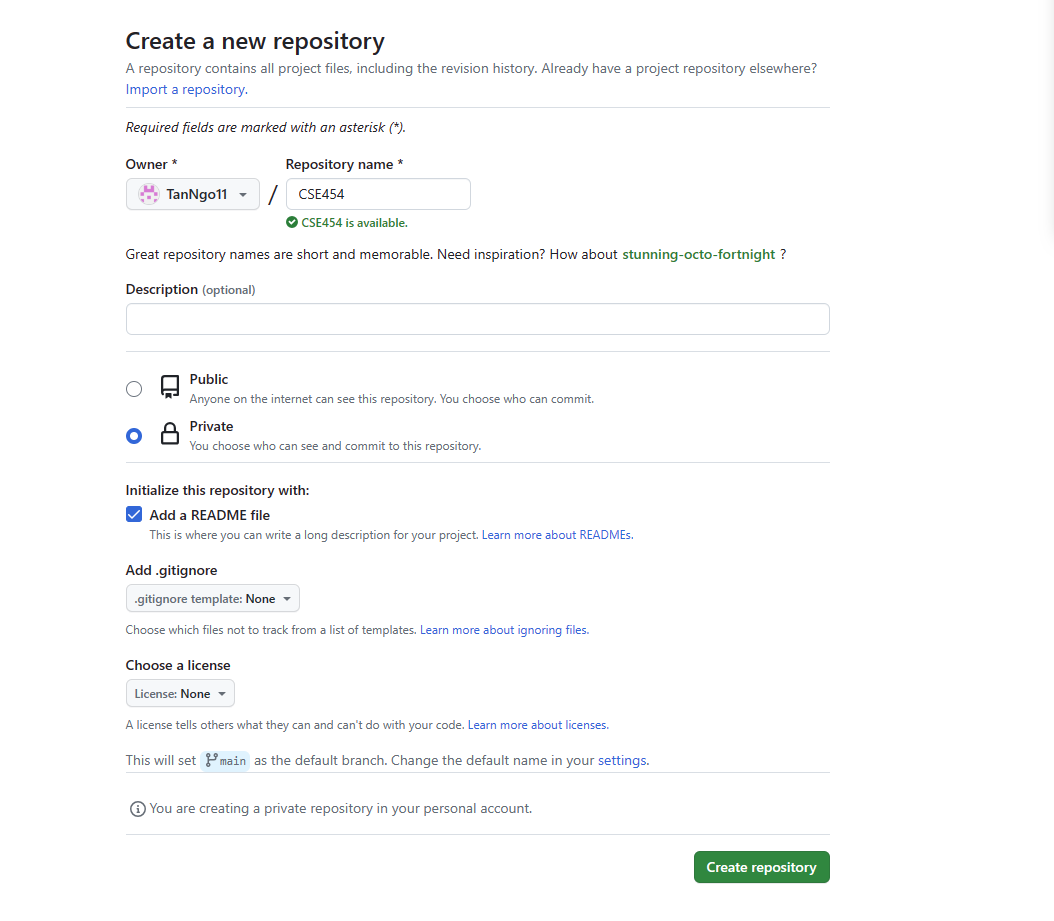 Create a new repository
A repository contains all project files, including the revision history. Already have a project repository elsewhere?
Import a repository.
Required fields are marked with an asterisk (*).
Owner * Repository name *
TanNgo11 / CSE454
CSE454 is available.
Great repository names are short and memorable. Need inspiration? How about stunning-octo-fortnight ?
Description (optional)
Public
Anyone on the internet can see this repository. You choose who can commit.
Private
You choose who can see and commit to this repository.
Initialize this repository with:
Add a README file
This is where you can write a long description for your project. Learn more about READMEs.
Add .gitignore
.gitignore template: None
Choose which files not to track from a list of templates. Learn more about ignoring files.
Choose a license
License: None
A license tells others what they can and can't do with your code. Learn more about licenses.
This will set main as the default branch. Change the default name in your settings.
You are creating a private repository in your personal account.
Create repository